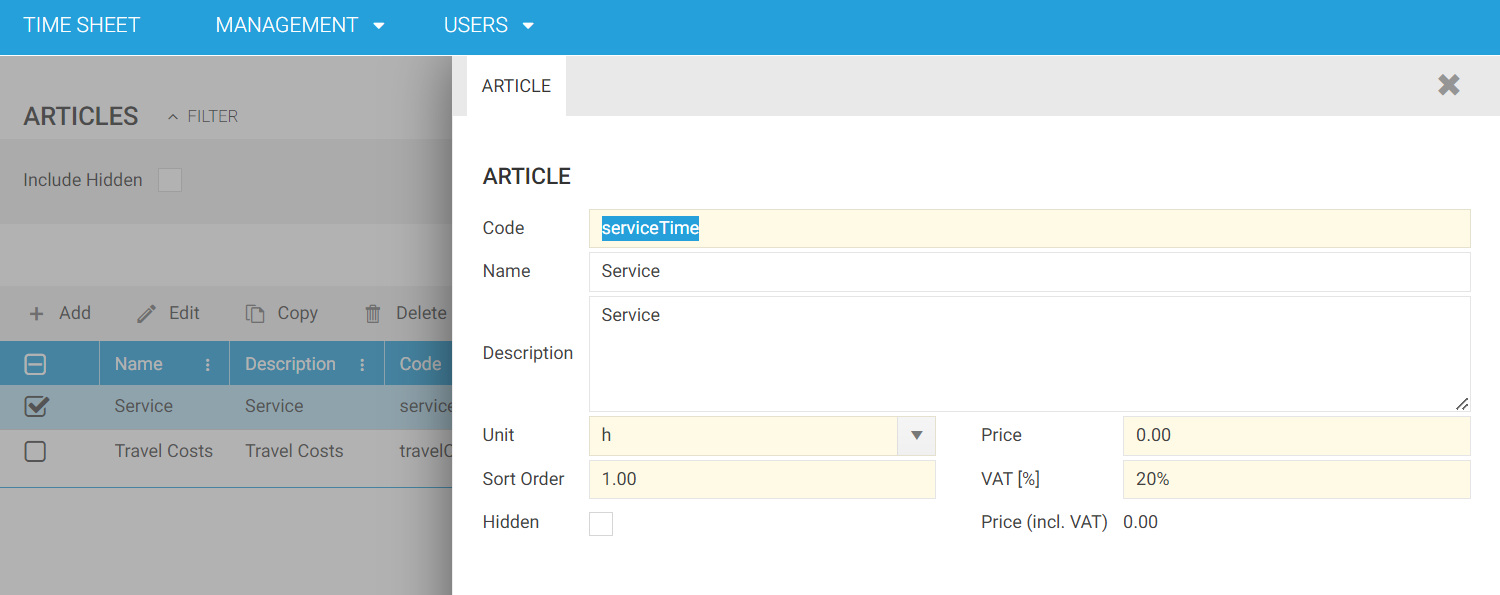 TIME SHEET MANAGEMENT USERS
ARTICLE
ARTICLES FILTER
Include Hidden
Add Edit Copy Delete
Name Description Code
Service Service service
Travel Costs Travel Costs travelC
ARTICLE
Code serviceTime
Name Service
Description Service
Unit h Price 0.00
Sort Order 1.00 VAT [%] 20%
Hidden Price (incl. VAT) 0.00